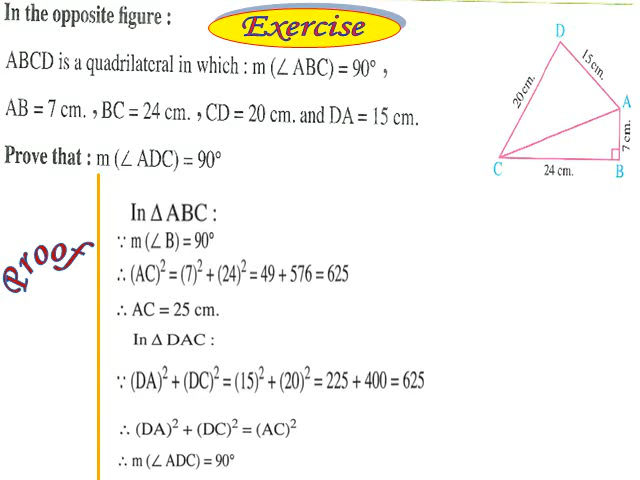 In the opposite figure :
Exercise
ABCD is a quadrilateral in which : m (∠ ABC) = 90° ,
AB = 7 cm. , BC = 24 cm. , CD = 20 cm. and DA = 15 cm.
Prove that : m (∠ ADC) = 90°
D
15 cm.
20 cm.
A
7 cm.
C
24 cm.
B
Proof
In Δ ABC :
∵ m (∠ B) = 90°
∴ (AC)² = (7)² + (24)² = 49 + 576 = 625
∴ AC = 25 cm.
In Δ DAC :
∵ (DA)² + (DC)² = (15)² + (20)² = 225 + 400 = 625
∴ (DA)² + (DC)² = (AC)²
∴ m (∠ ADC) = 90°